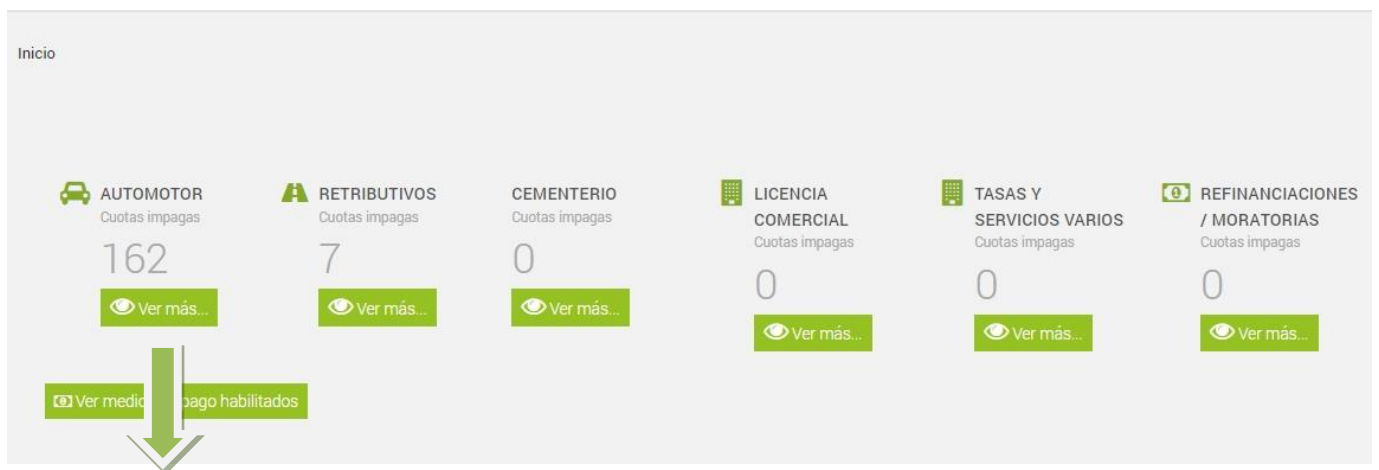 Inicio
AUTOMOTOR
Cuotas impagas
162
Ver más...
RETRIBUTIVOS
Cuotas impagas
7
Ver más...
CEMENTERIO
Cuotas impagas
0
Ver más...
LICENCIA
COMERCIAL
Cuotas impagas
0
Ver más...
TASAS Y
SERVICIOS VARIOS
Cuotas impagas
0
Ver más...
REFINANCIACIONES
/ MORATORIAS
Cuotas impagas
0
Ver más...
Ver medio pago habilitados